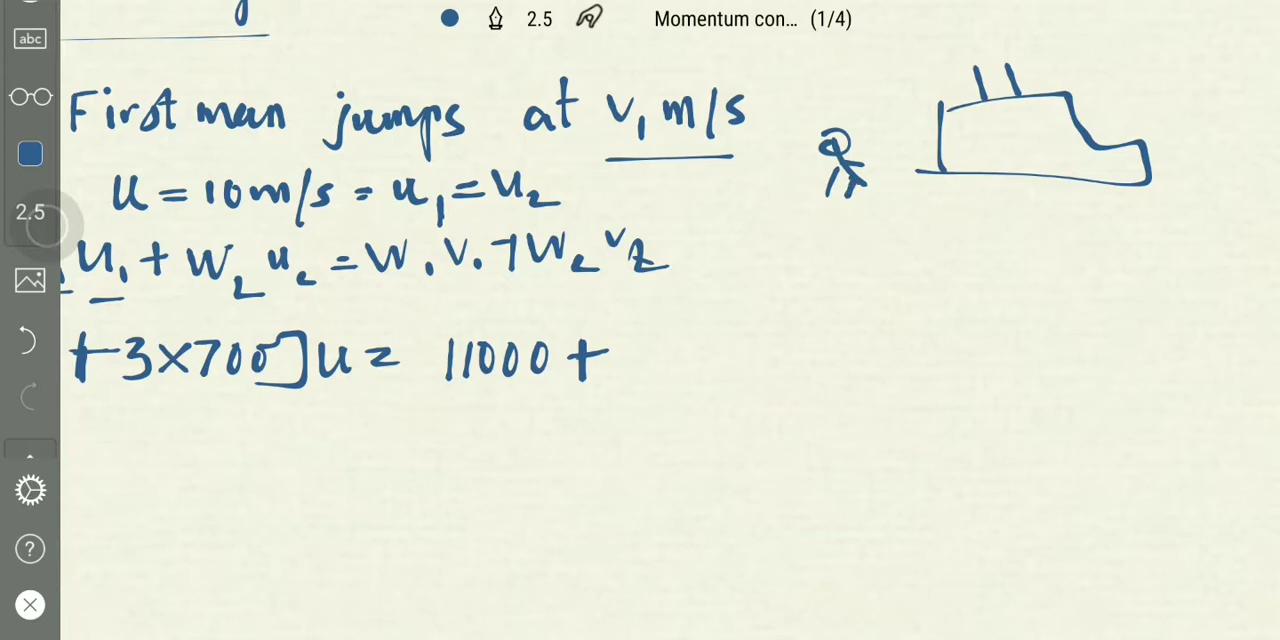 abc
2.5
Momentum con... (1/4)
First man jumps at v₁ m/s
u = 10m/s = u₁ = u₂
2.5
u₁ + W₂ u₂ = W₁ V₁ + W₂ V₂
+ 3×700]u = 11000 +
?